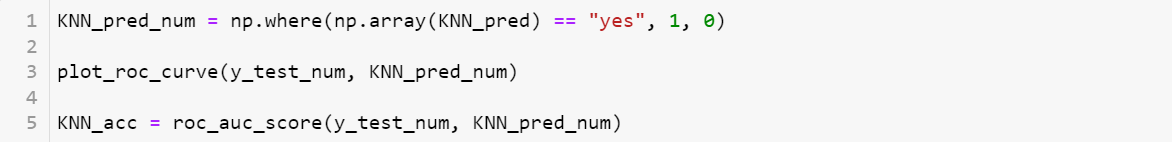 1 KNN_pred_num = np.where(np.array(KNN_pred) == "yes", 1, 0)
2
3 plot_roc_curve(y_test_num, KNN_pred_num)
4
5 KNN_acc = roc_auc_score(y_test_num, KNN_pred_num)